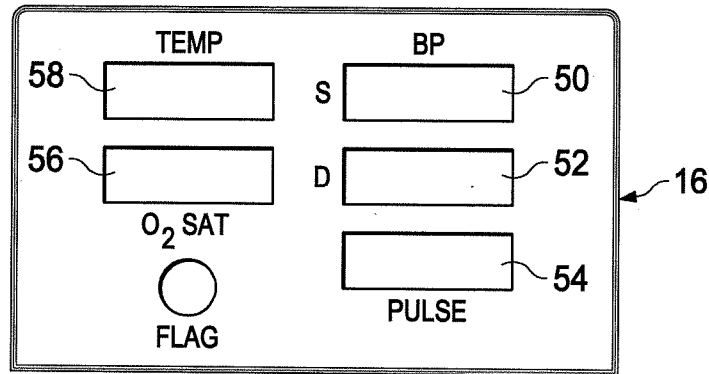 TEMP BP
58 S 50
56 D 52
16
O2 SAT
54
FLAG PULSE